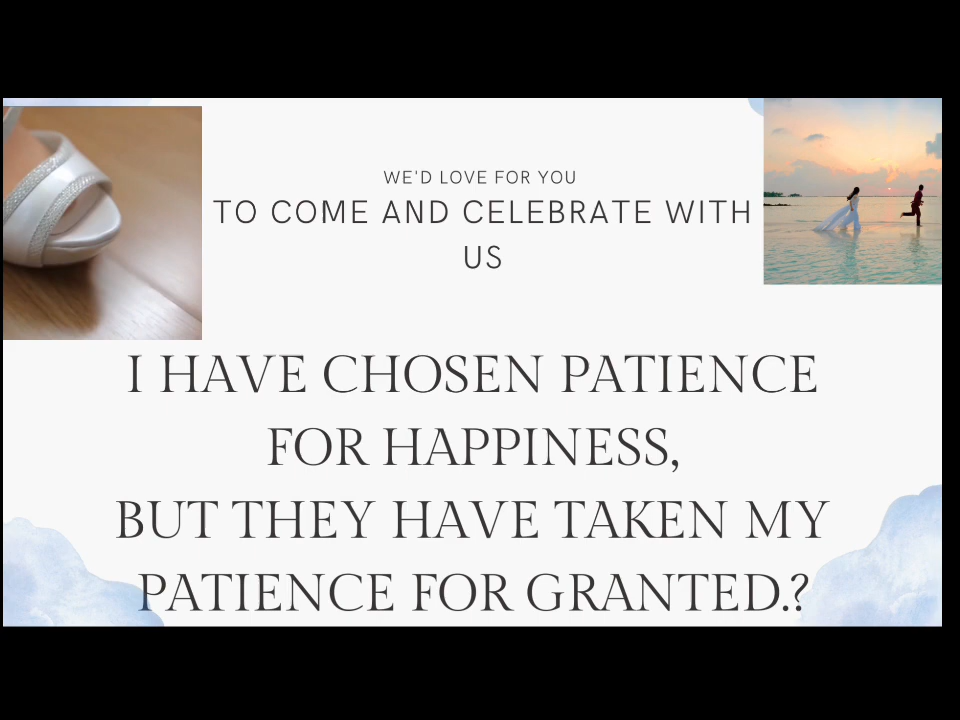 WE'D LOVE FOR YOU
TO COME AND CELEBRATE WITH
US
I HAVE CHOSEN PATIENCE
FOR HAPPINESS,
BUT THEY HAVE TAKEN MY
PATIENCE FOR GRANTED.?